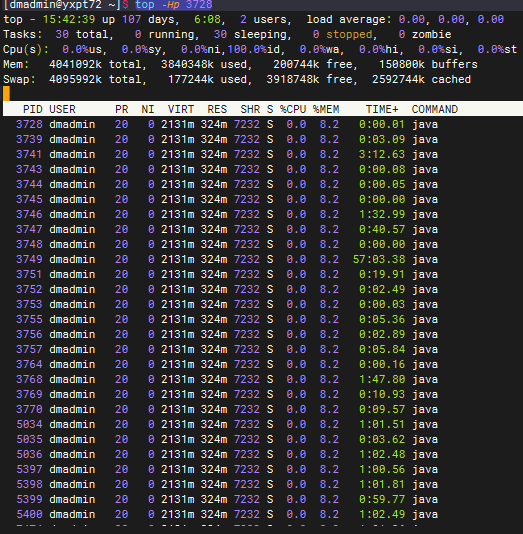 [dmadmin@yxpt72 ~]$ top -Hp 3728
top - 15:42:39 up 107 days,  6:08,  2 users,  load average: 0.00, 0.00, 0.00
Tasks:  30 total,   0 running,  30 sleeping,   0 stopped,   0 zombie
Cpu(s):  0.0%us,  0.0%sy,  0.0%ni,100.0%id,  0.0%wa,  0.0%hi,  0.0%si,  0.0%st
Mem:   4041092k total,  3840348k used,   200744k free,   150800k buffers
Swap:  4095992k total,   177244k used,  3918748k free,  2592744k cached
PID USER      PR  NI  VIRT  RES  SHR S %CPU %MEM    TIME+  COMMAND
3728 dmadmin   20   0 2131m 324m 7232 S  0.0  8.2   0:00.01 java
3739 dmadmin   20   0 2131m 324m 7232 S  0.0  8.2   0:03.09 java
3741 dmadmin   20   0 2131m 324m 7232 S  0.0  8.2   3:12.63 java
3743 dmadmin   20   0 2131m 324m 7232 S  0.0  8.2   0:00.08 java
3744 dmadmin   20   0 2131m 324m 7232 S  0.0  8.2   0:00.05 java
3745 dmadmin   20   0 2131m 324m 7232 S  0.0  8.2   0:00.00 java
3746 dmadmin   20   0 2131m 324m 7232 S  0.0  8.2   1:32.99 java
3747 dmadmin   20   0 2131m 324m 7232 S  0.0  8.2   0:40.57 java
3748 dmadmin   20   0 2131m 324m 7232 S  0.0  8.2   0:00.00 java
3749 dmadmin   20   0 2131m 324m 7232 S  0.0  8.2  57:03.38 java
3751 dmadmin   20   0 2131m 324m 7232 S  0.0  8.2   0:19.91 java
3752 dmadmin   20   0 2131m 324m 7232 S  0.0  8.2   0:02.49 java
3753 dmadmin   20   0 2131m 324m 7232 S  0.0  8.2   0:00.03 java
3755 dmadmin   20   0 2131m 324m 7232 S  0.0  8.2   0:05.36 java
3756 dmadmin   20   0 2131m 324m 7232 S  0.0  8.2   0:02.89 java
3757 dmadmin   20   0 2131m 324m 7232 S  0.0  8.2   0:05.84 java
3764 dmadmin   20   0 2131m 324m 7232 S  0.0  8.2   0:00.16 java
3768 dmadmin   20   0 2131m 324m 7232 S  0.0  8.2   1:47.80 java
3769 dmadmin   20   0 2131m 324m 7232 S  0.0  8.2   0:10.93 java
3770 dmadmin   20   0 2131m 324m 7232 S  0.0  8.2   0:09.57 java
5034 dmadmin   20   0 2131m 324m 7232 S  0.0  8.2   1:01.51 java
5035 dmadmin   20   0 2131m 324m 7232 S  0.0  8.2   0:03.62 java
5036 dmadmin   20   0 2131m 324m 7232 S  0.0  8.2   1:02.48 java
5397 dmadmin   20   0 2131m 324m 7232 S  0.0  8.2   1:00.56 java
5398 dmadmin   20   0 2131m 324m 7232 S  0.0  8.2   1:01.81 java
5399 dmadmin   20   0 2131m 324m 7232 S  0.0  8.2   0:59.77 java
5400 dmadmin   20   0 2131m 324m 7232 S  0.0  8.2   1:02.49 java